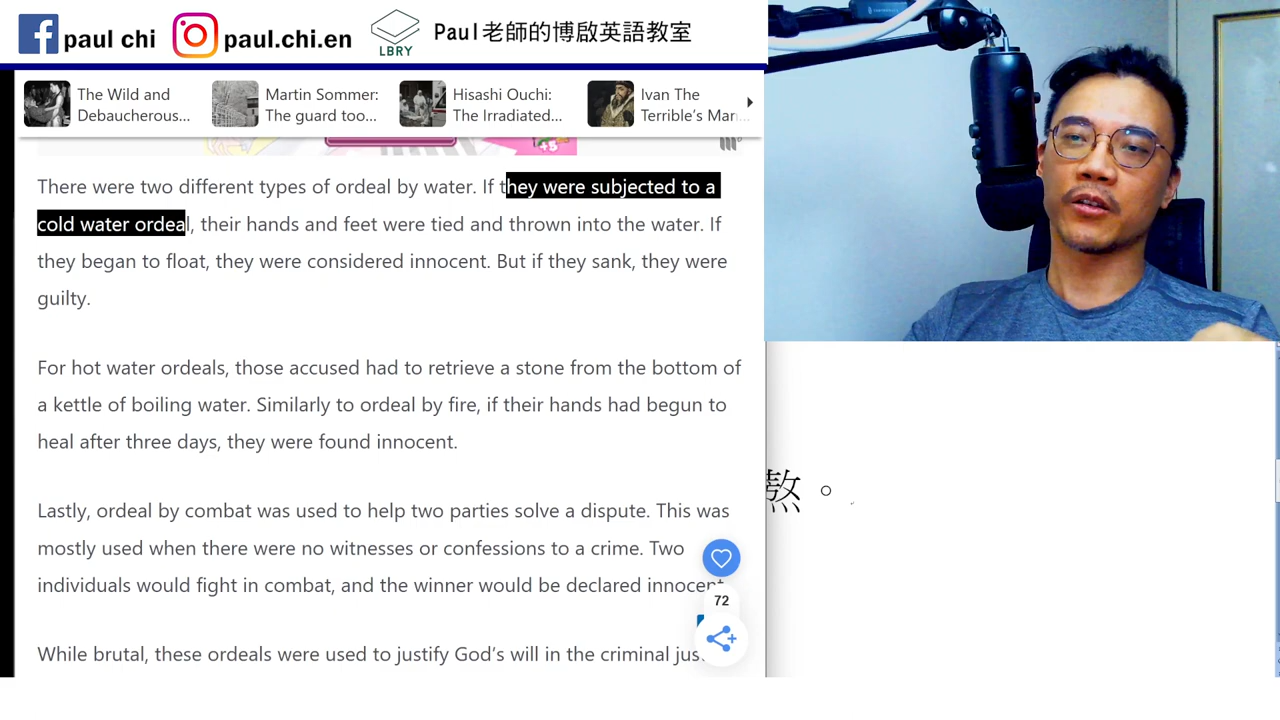 paul chi
paul.chi.en
LBRY
Paul老師的博啟英語教室
The Wild and
Debaucherous...
Martin Sommer:
The guard too...
Hisashi Ouchi:
The Irradiated...
Ivan The
Terrible's Man...
+5
There were two different types of ordeal by water. If they were subjected to a
cold water ordeal, their hands and feet were tied and thrown into the water. If
they began to float, they were considered innocent. But if they sank, they were
guilty.
For hot water ordeals, those accused had to retrieve a stone from the bottom of
a kettle of boiling water. Similarly to ordeal by fire, if their hands had begun to
heal after three days, they were found innocent.
Lastly, ordeal by combat was used to help two parties solve a dispute. This was
mostly used when there were no witnesses or confessions to a crime. Two
individuals would fight in combat, and the winner would be declared innocent
72
While brutal, these ordeals were used to justify God's will in the criminal jus
熬。